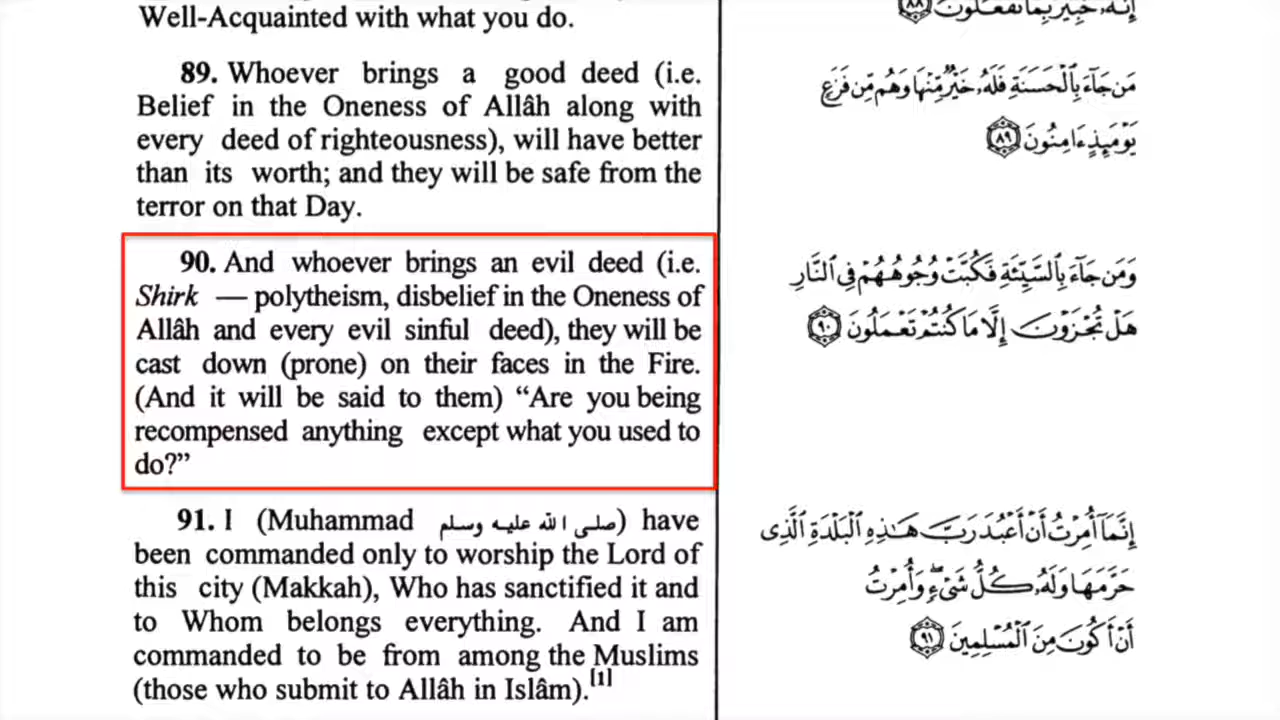 Well-Acquainted with what you do.
89. Whoever brings a good deed (i.e.
Belief in the Oneness of Allâh along with
every deed of righteousness), will have better
than its worth; and they will be safe from the
terror on that Day.
90. And whoever brings an evil deed (i.e.
Shirk — polytheism, disbelief in the Oneness of
Allâh and every evil sinful deed), they will be
cast down (prone) on their faces in the Fire.
(And it will be said to them) “Are you being
recompensed anything except what you used to
do?”
91. I (Muhammad صلى الله عليه وسلم) have
been commanded only to worship the Lord of
this city (Makkah), Who has sanctified it and
to Whom belongs everything. And I am
commanded to be from among the Muslims
(those who submit to Allâh in Islâm).[1]
إِنَّهُۥ خَبِيرٌۢ بِمَا تَفْعَلُونَ ٨٨
مَن جَآءَ بِٱلْحَسَنَةِ فَلَهُۥ خَيْرٌ مِّنْهَا وَهُم مِّن فَزَعٍ
يَوْمَئِذٍ ءَامِنُونَ ٨٩
وَمَن جَآءَ بِٱلسَّيِّئَةِ فَكُبَّتْ وُجُوهُهُمْ فِى ٱلنَّارِ
هَلْ تُجْزَوْنَ إِلَّا مَا كُنتُمْ تَعْمَلُونَ ٩٠
إِنَّمَآ أُمِرْتُ أَنْ أَعْبُدَ رَبَّ هَٰذِهِ ٱلْبَلْدَةِ ٱلَّذِى
حَرَّمَهَا وَلَهُۥ كُلُّ شَىْءٍ ۖ وَأُمِرْتُ
أَنْ أَكُونَ مِنَ ٱلْمُسْلِمِينَ ٩١